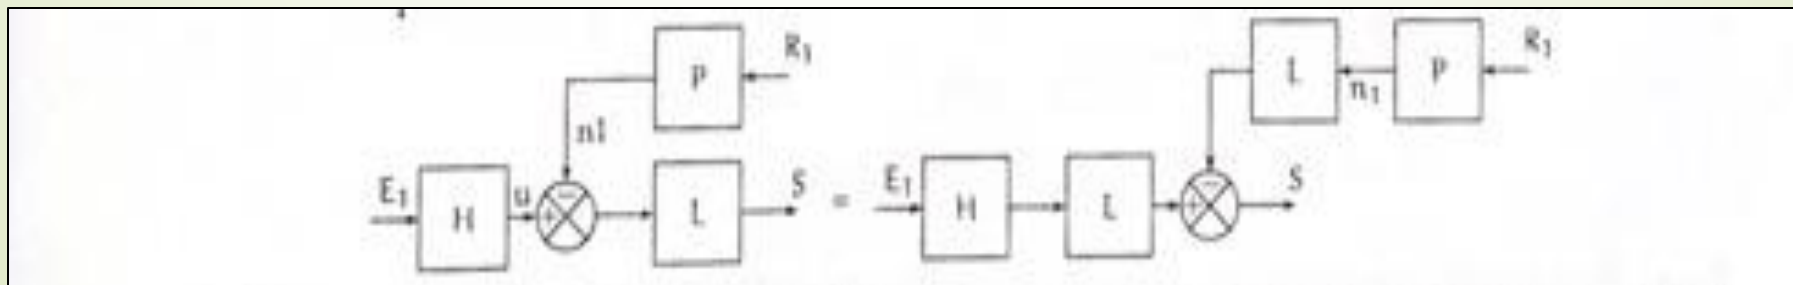 P
R₁
n1
E₁
H
u
−
+
L
S
=
E₁
H
L
+
−
S
L
n₁
P
R₁